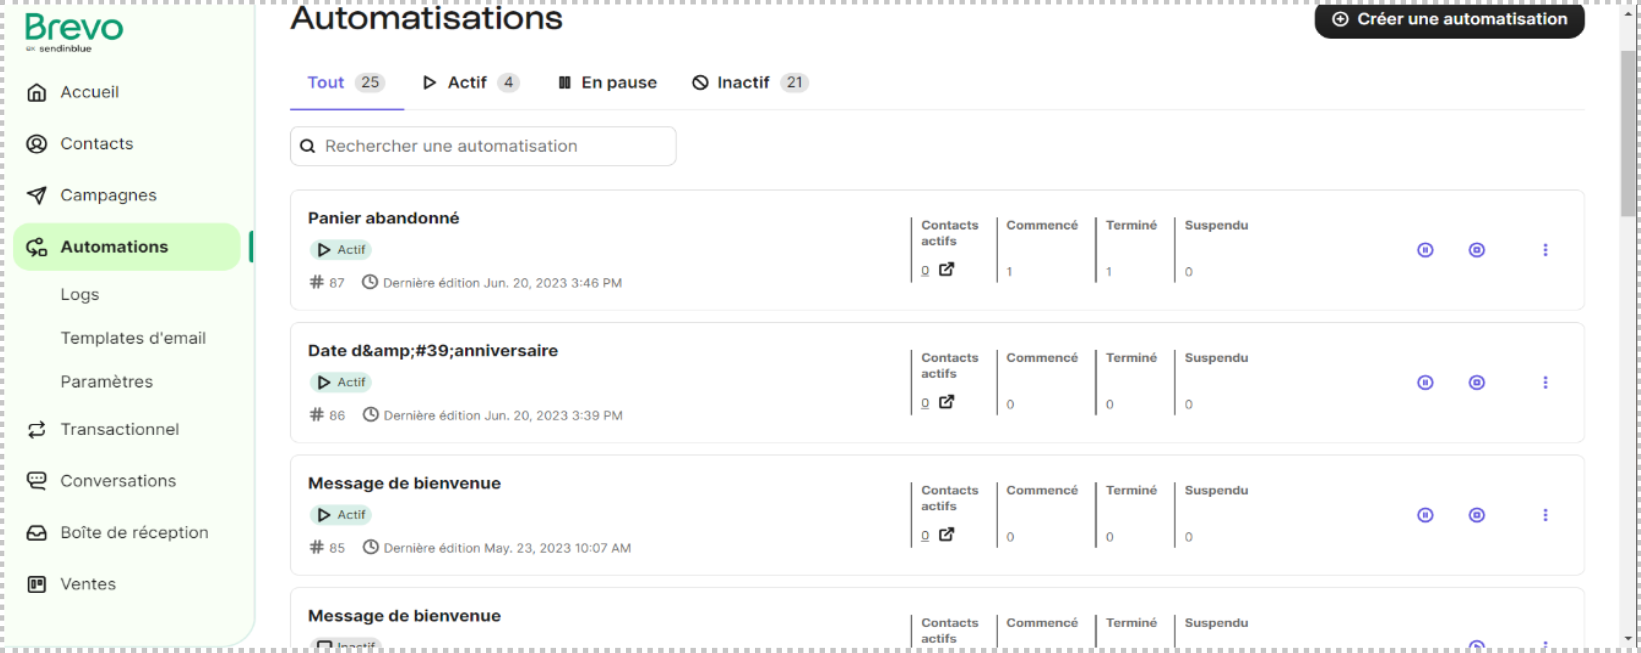 Brevo
ex sendinblue
Accueil
Contacts
Campagnes
Automations
Logs
Templates d'email
Paramètres
Transactionnel
Conversations
Boîte de réception
Ventes
Automatisations
Créer une automatisation
Tout 25 Actif 4 En pause Inactif 21
Rechercher une automatisation
Panier abandonné
Actif
# 87 Dernière édition Jun. 20, 2023 3:46 PM
Contacts actifs Commencé Terminé Suspendu
0 1 1 0
Date d&amp;#39;anniversaire
Actif
# 86 Dernière édition Jun. 20, 2023 3:39 PM
Contacts actifs Commencé Terminé Suspendu
0 0 0 0
Message de bienvenue
Actif
# 85 Dernière édition May. 23, 2023 10:07 AM
Contacts actifs Commencé Terminé Suspendu
0 0 0 0
Message de bienvenue
Inactif
Contacts actifs Commencé Terminé Suspendu